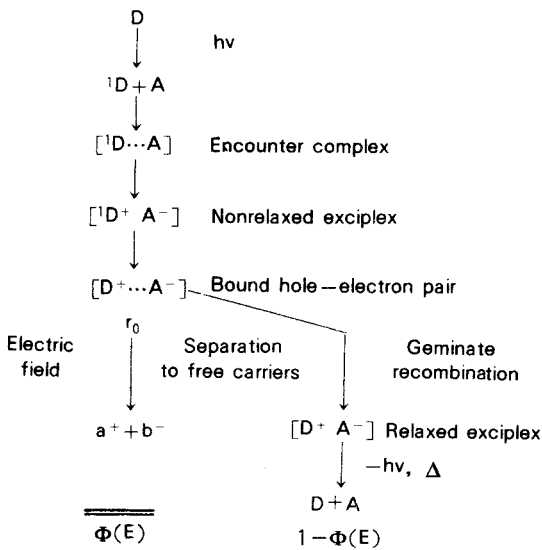 D
hν
¹D + A
[¹D···A] Encounter complex
[¹D⁺ A⁻] Nonrelaxed exciplex
[D⁺···A⁻] Bound hole–electron pair
r₀
Electric field
Separation to free carriers
Geminate recombination
a⁺ + b⁻
[D⁺ A⁻] Relaxed exciplex
–hν, Δ
D + A
Φ(E)
1–Φ(E)